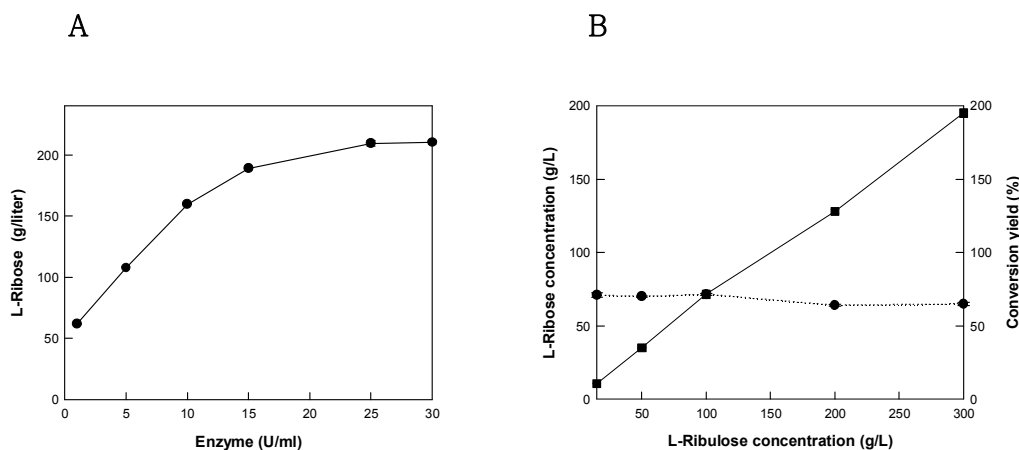 A
B
L-Ribose (g/liter)
200
150
100
50
0
0 5 10 15 20 25 30
Enzyme (U/ml)
L-Ribose concentration (g/L)
200
150
100
50
0
50 100 150 200 250 300
L-Ribulose concentration (g/L)
200
150
100
50
0
Conversion yield (%)